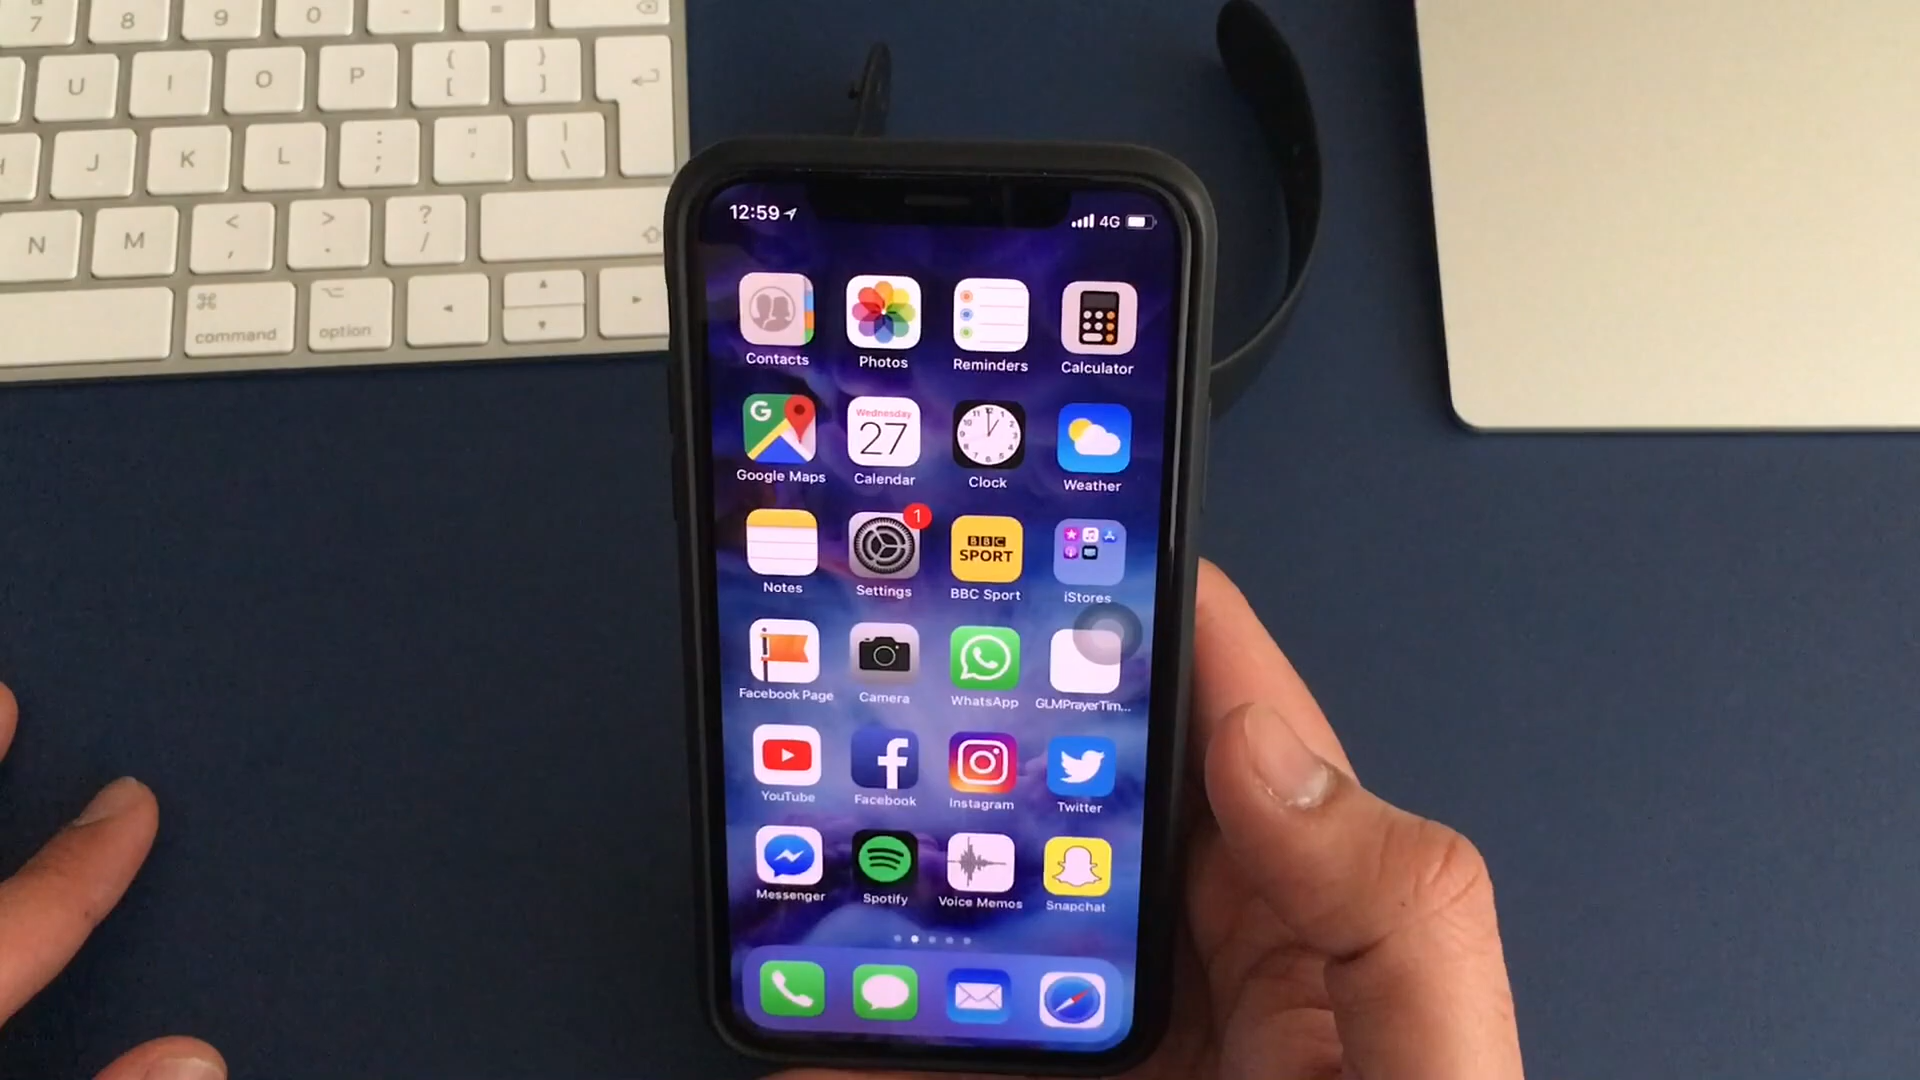 7 8 9 0 - =
U I O P { [ } ]
J K L : ; " ' | \
N M < , > . ? /
⌘ command option
12:59 4G
Contacts Photos Reminders Calculator
G Wednesday 27
Google Maps Calendar Clock Weather
1
BBC SPORT
Notes Settings BBC Sport iStores
Facebook Page Camera WhatsApp GLMPrayerTim...
YouTube Facebook Instagram Twitter
Messenger Spotify Voice Memos Snapchat